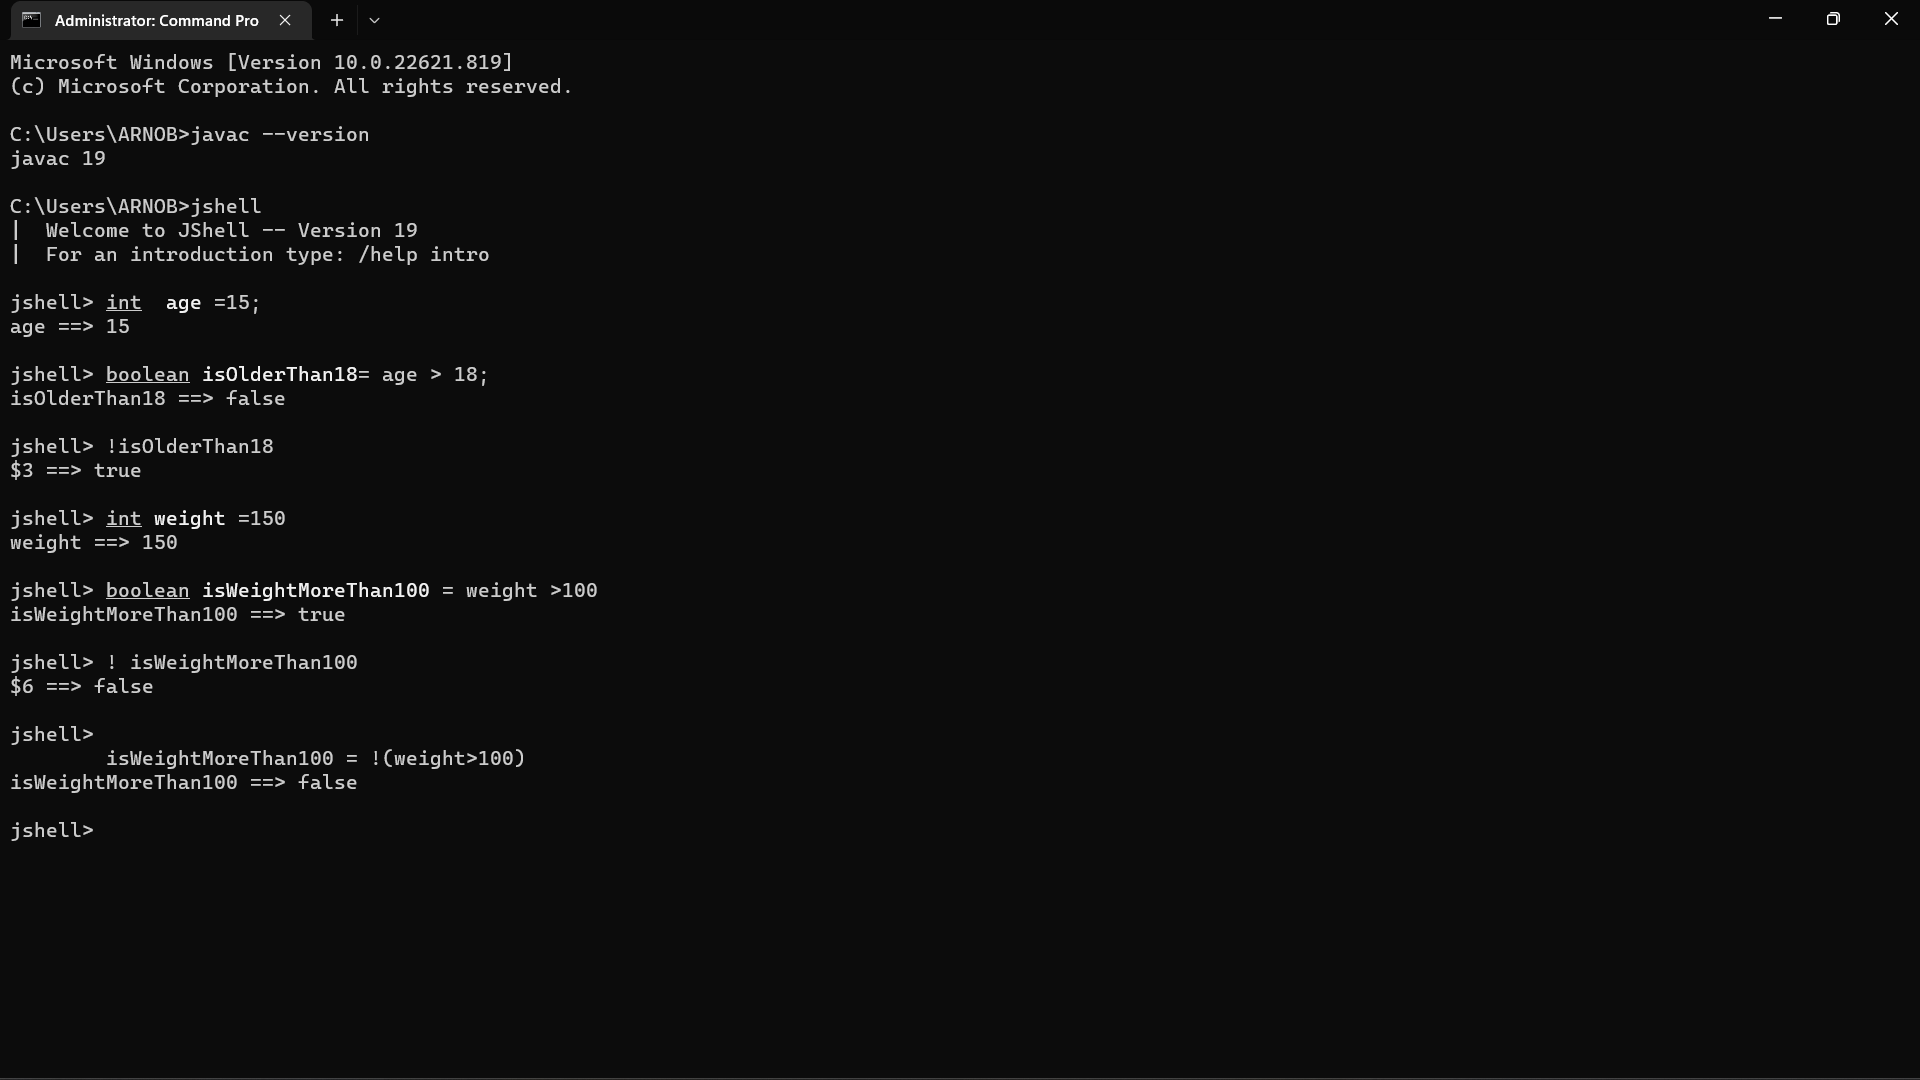 Administrator: Command Pro
Microsoft Windows [Version 10.0.22621.819]
(c) Microsoft Corporation. All rights reserved.
C:\Users\ARNOB>javac --version
javac 19
C:\Users\ARNOB>jshell
|  Welcome to JShell -- Version 19
|  For an introduction type: /help intro
jshell> int  age =15;
age ==> 15
jshell> boolean isOlderThan18= age > 18;
isOlderThan18 ==> false
jshell> !isOlderThan18
$3 ==> true
jshell> int weight =150
weight ==> 150
jshell> boolean isWeightMoreThan100 = weight >100
isWeightMoreThan100 ==> true
jshell> ! isWeightMoreThan100
$6 ==> false
jshell>
        isWeightMoreThan100 = !(weight>100)
isWeightMoreThan100 ==> false
jshell>